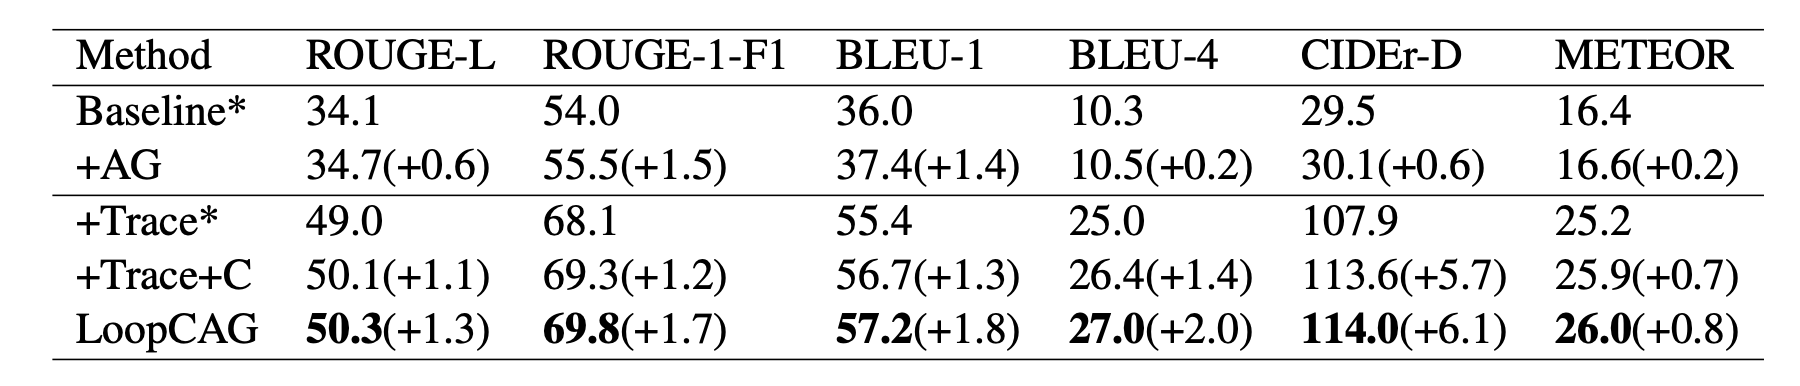 Method ROUGE-L ROUGE-1-F1 BLEU-1 BLEU-4 CIDEr-D METEOR
Baseline* 34.1 54.0 36.0 10.3 29.5 16.4
+AG 34.7(+0.6) 55.5(+1.5) 37.4(+1.4) 10.5(+0.2) 30.1(+0.6) 16.6(+0.2)
+Trace* 49.0 68.1 55.4 25.0 107.9 25.2
+Trace+C 50.1(+1.1) 69.3(+1.2) 56.7(+1.3) 26.4(+1.4) 113.6(+5.7) 25.9(+0.7)
LoopCAG 50.3(+1.3) 69.8(+1.7) 57.2(+1.8) 27.0(+2.0) 114.0(+6.1) 26.0(+0.8)